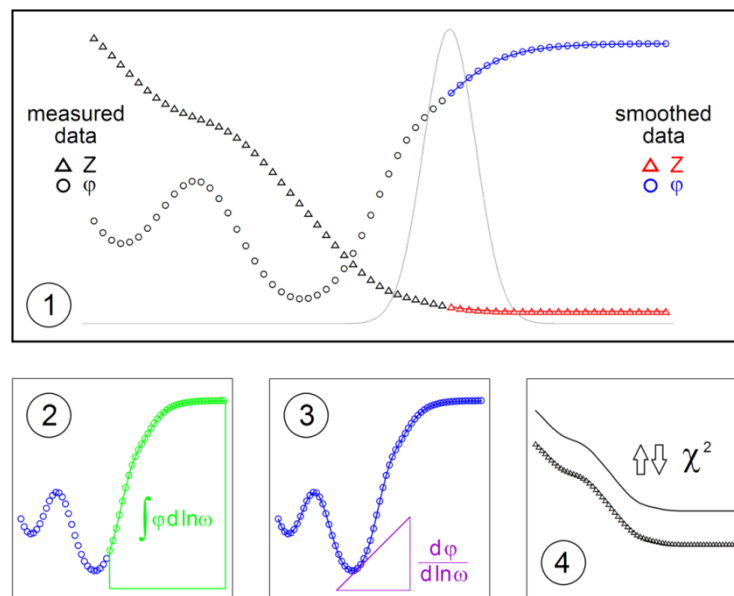 measured
data
Z
φ
smoothed
data
Z
φ
1
2
∫φ d lnω
3
dφ
d lnω
χ²
4